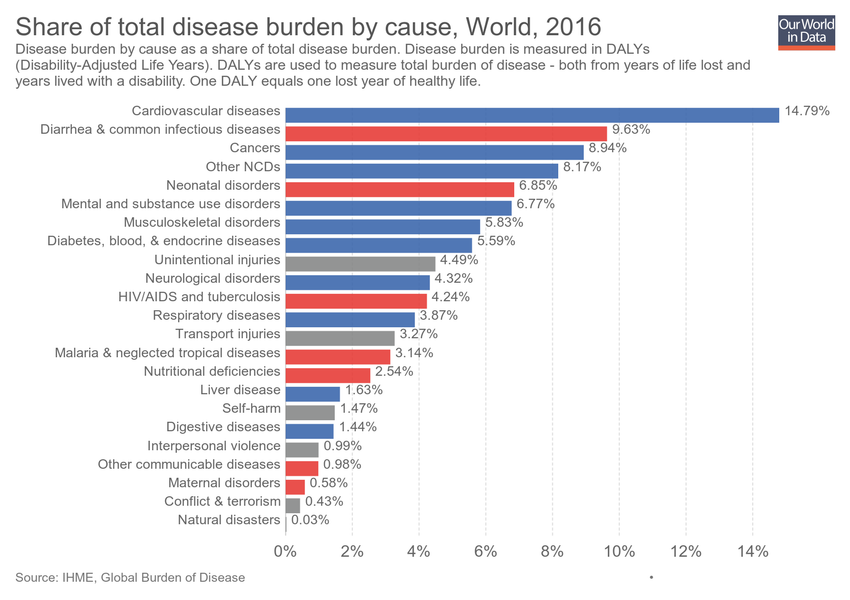 Share of total disease burden by cause, World, 2016
Our World
in Data
Disease burden by cause as a share of total disease burden. Disease burden is measured in DALYs
(Disability-Adjusted Life Years). DALYs are used to measure total burden of disease - both from years of life lost and
years lived with a disability. One DALY equals one lost year of healthy life.
Cardiovascular diseases 14.79%
Diarrhea & common infectious diseases 9.63%
Cancers 8.94%
Other NCDs 8.17%
Neonatal disorders 6.85%
Mental and substance use disorders 6.77%
Musculoskeletal disorders 5.83%
Diabetes, blood, & endocrine diseases 5.59%
Unintentional injuries 4.49%
Neurological disorders 4.32%
HIV/AIDS and tuberculosis 4.24%
Respiratory diseases 3.87%
Transport injuries 3.27%
Malaria & neglected tropical diseases 3.14%
Nutritional deficiencies 2.54%
Liver disease 1.63%
Self-harm 1.47%
Digestive diseases 1.44%
Interpersonal violence 0.99%
Other communicable diseases 0.98%
Maternal disorders 0.58%
Conflict & terrorism 0.43%
Natural disasters 0.03%
0% 2% 4% 6% 8% 10% 12% 14%
Source: IHME, Global Burden of Disease